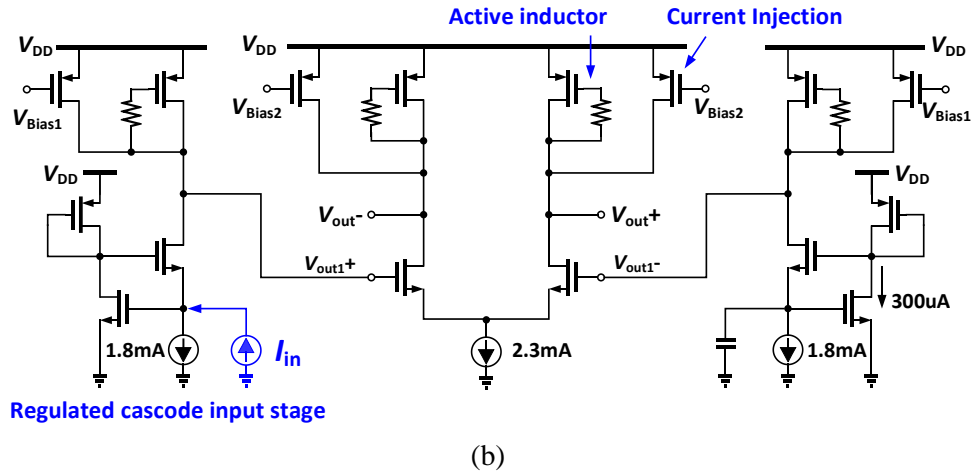 Active inductor
Current Injection
VDD
VDD
VDD
VBias1
VBias2
VBias2
VBias1
VDD
VDD
Vout-
Vout+
Vout1+
Vout1-
300uA
1.8mA
Iin
2.3mA
1.8mA
Regulated cascode input stage
(b)